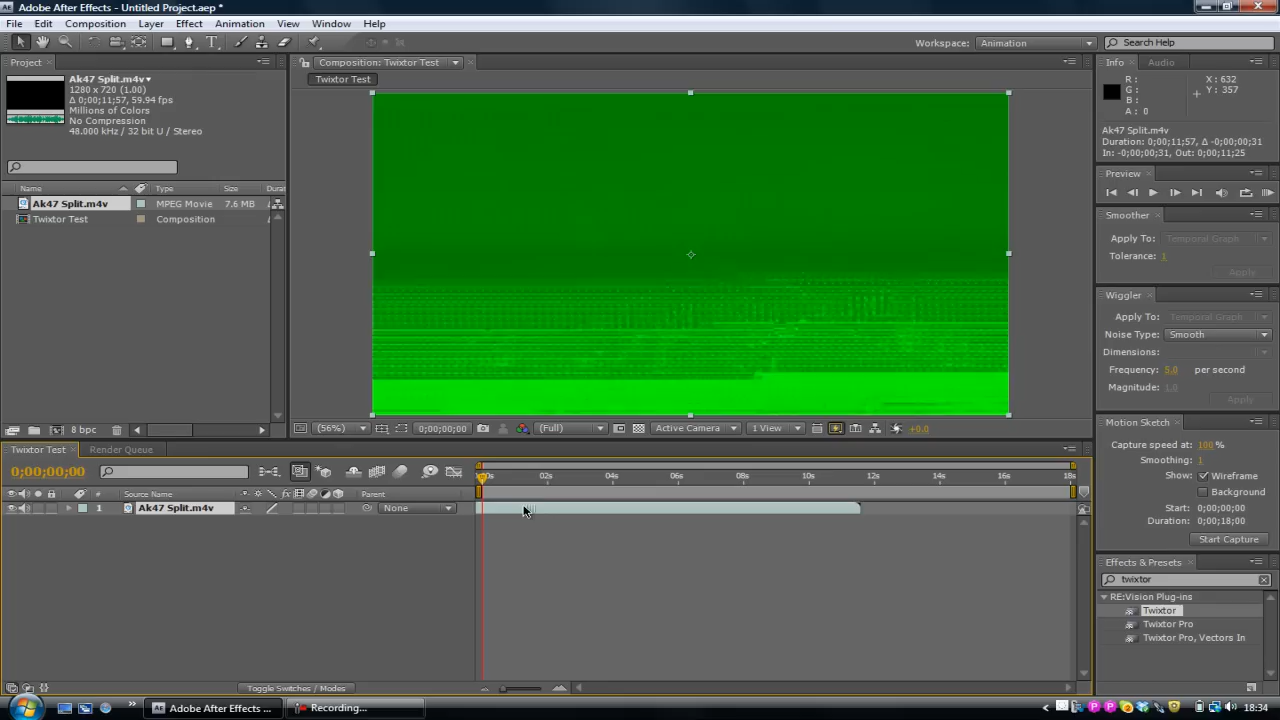 Adobe After Effects - Untitled Project.aep *
File Edit Composition Layer Effect Animation View Window Help
Workspace: Animation Search Help
Project
Composition: Twixtor Test
Info Audio
Ak47 Split.m4v
1280 x 720 (1.00)
Δ 0;00;11;57, 59.94 fps
Millions of Colors
No Compression
48.000 kHz / 32 bit U / Stereo
Twixtor Test
R :
G :
B :
A : 0
X : 632
Y : 357
Ak47 Split.m4v
Duration: 0;00;11;57, Δ -0;00;00;31
In: -0;00;00;31, Out: 0;00;11;25
Preview
Name Type Size Durat
Ak47 Split.m4v MPEG Movie 7.6 MB
Twixtor Test Composition
Smoother
Apply To: Temporal Graph
Tolerance: 1
Apply
Wiggler
Apply To: Temporal Graph
Noise Type: Smooth
Dimensions:
Frequency: 5.0 per second
Magnitude: 1.0
Apply
8 bpc
(56%) 0;00;00;00 (Full) Active Camera 1 View +0.0
Motion Sketch
Capture speed at: 100 %
Smoothing: 1
Show: Wireframe
Background
Start: 0;00;00;00
Duration: 0;00;18;00
Start Capture
Twixtor Test Render Queue
0;00;00;00
00s 02s 04s 06s 08s 10s 12s 14s 16s 18s
# Source Name Parent
1 Ak47 Split.m4v None
Effects & Presets
twixtor
RE:Vision Plug-ins
Twixtor
Twixtor Pro
Twixtor Pro, Vectors In
Toggle Switches / Modes
Adobe After Effects ... Recording...
18:34